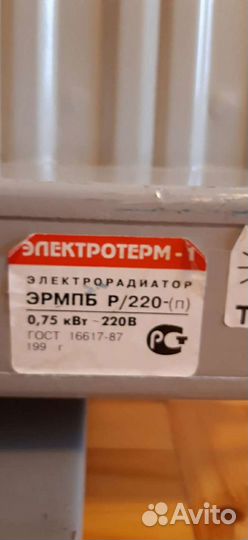 ЭЛЕКТРОТЕРМ-1
ЭЛЕКТРОРАДИАТОР
ЭРМПБ Р/220-(п)
0,75 кВт ~220В
ГОСТ 16617-87
199 г
РСТ
Avito